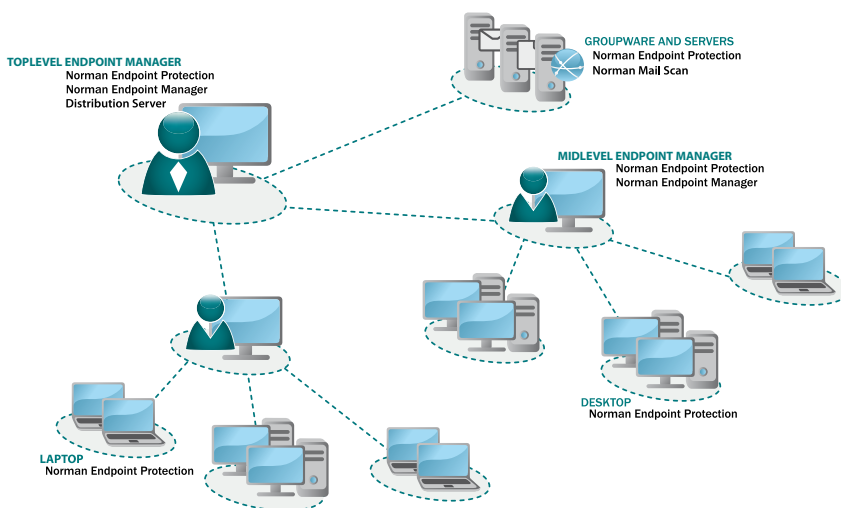 TOPLEVEL ENDPOINT MANAGER
Norman Endpoint Protection
Norman Endpoint Manager
Distribution Server
GROUPWARE AND SERVERS
Norman Endpoint Protection
Norman Mail Scan
MIDLEVEL ENDPOINT MANAGER
Norman Endpoint Protection
Norman Endpoint Manager
DESKTOP
Norman Endpoint Protection
LAPTOP
Norman Endpoint Protection